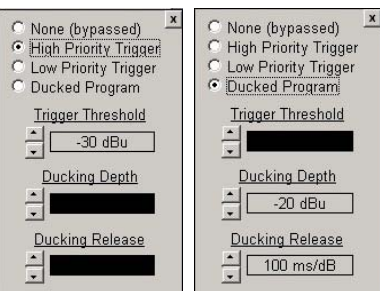 x
None (bypassed)
High Priority Trigger
Low Priority Trigger
Ducked Program
Trigger Threshold
-30 dBu
Ducking Depth
Ducking Release
x
None (bypassed)
High Priority Trigger
Low Priority Trigger
Ducked Program
Trigger Threshold
Ducking Depth
-20 dBu
Ducking Release
100 ms/dB